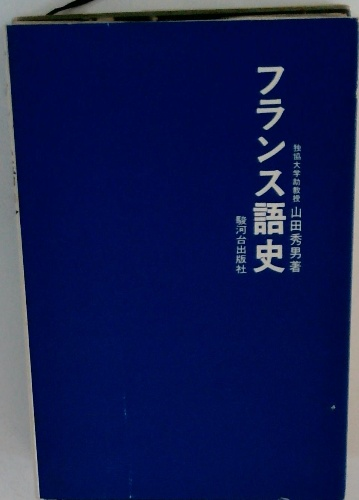 独協大学助教授 山田秀男著
フランス語史
駿河台出版社